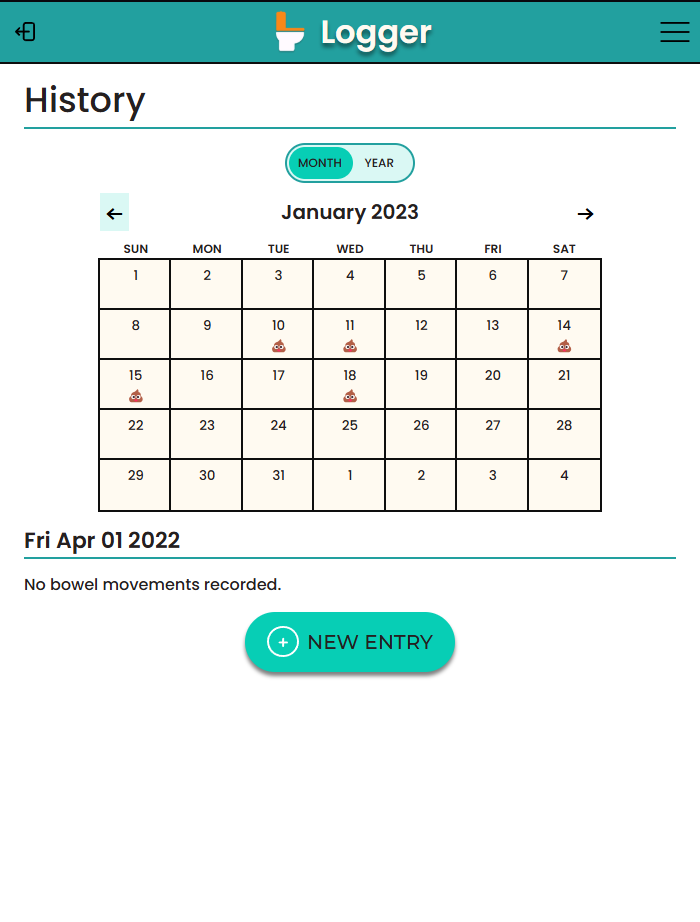 Logger
History
MONTH YEAR
January 2023
SUN MON TUE WED THU FRI SAT
1 2 3 4 5 6 7
8 9 10 11 12 13 14
15 16 17 18 19 20 21
22 23 24 25 26 27 28
29 30 31 1 2 3 4
Fri Apr 01 2022
No bowel movements recorded.
NEW ENTRY